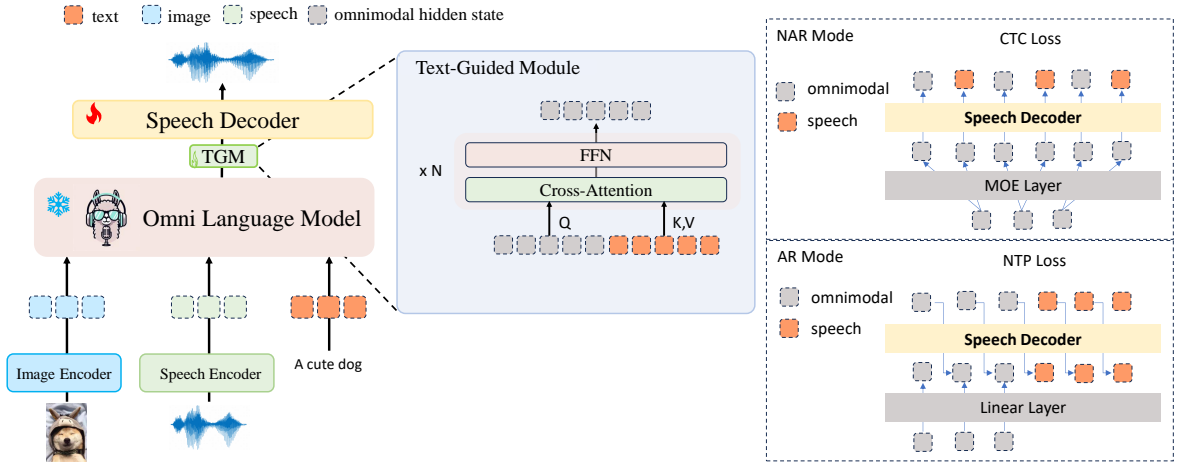 text image speech omnimodal hidden state
Speech Decoder
TGM
Omni Language Model
A cute dog
Image Encoder
Speech Encoder
Text-Guided Module
FFN
x N
Cross-Attention
Q
K,V
NAR Mode
CTC Loss
omnimodal
speech
Speech Decoder
MOE Layer
AR Mode
NTP Loss
omnimodal
speech
Speech Decoder
Linear Layer